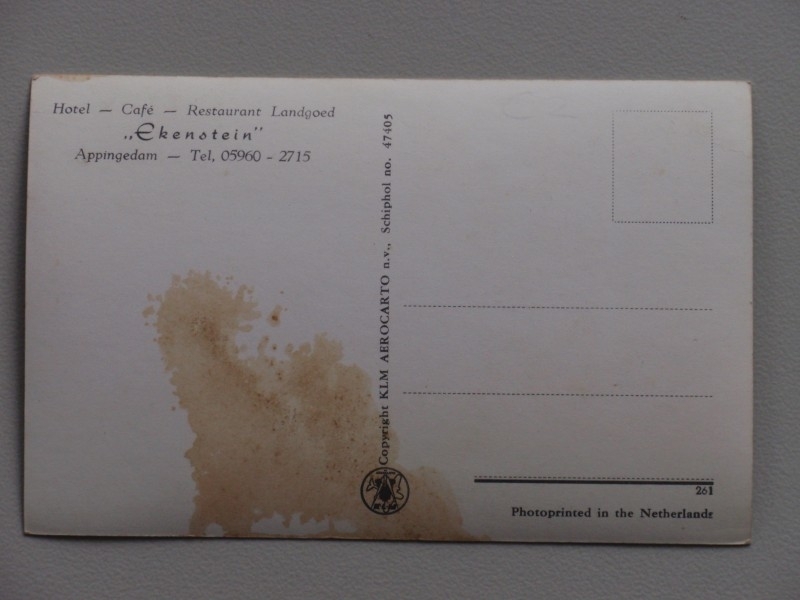 Hotel — Café — Restaurant Landgoed
„Ekenstein"
Appingedam — Tel, 05960 - 2715
Copyright KLM AEROCARTO n.v., Schiphol no. 47405
261
Photoprinted in the Netherlands